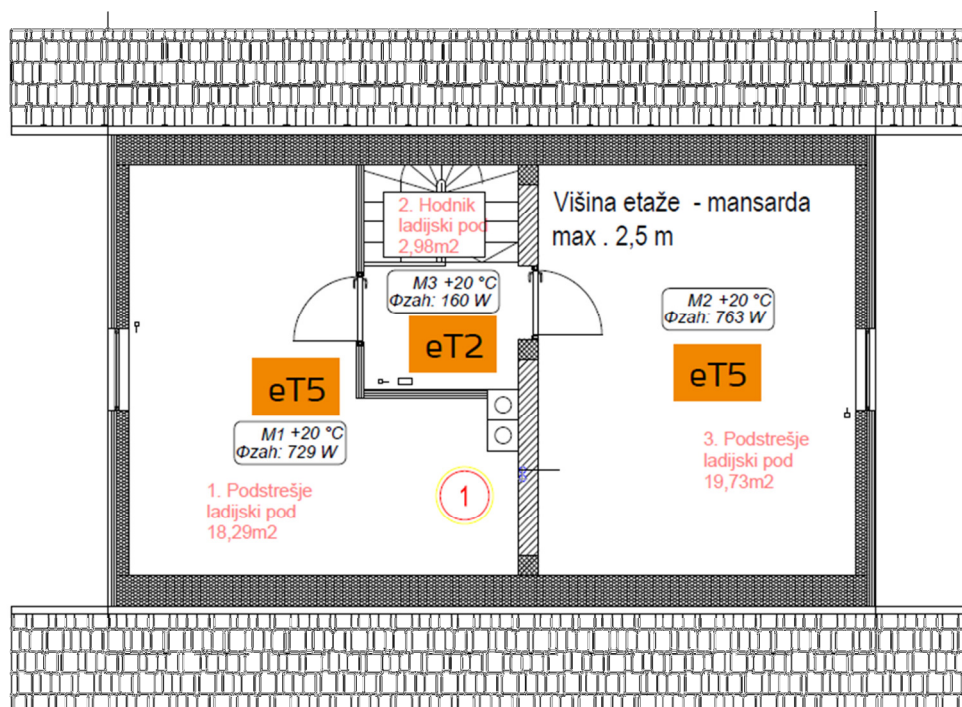 2. Hodnik
ladijski pod
2,98m2
Višina etaže - mansarda
max . 2,5 m
M3 +20 °C
Φzah: 160 W
eT2
M2 +20 °C
Φzah: 763 W
eT5
eT5
M1 +20 °C
Φzah: 729 W
3. Podstrešje
ladijski pod
19,73m2
1. Podstrešje
ladijski pod
18,29m2
1